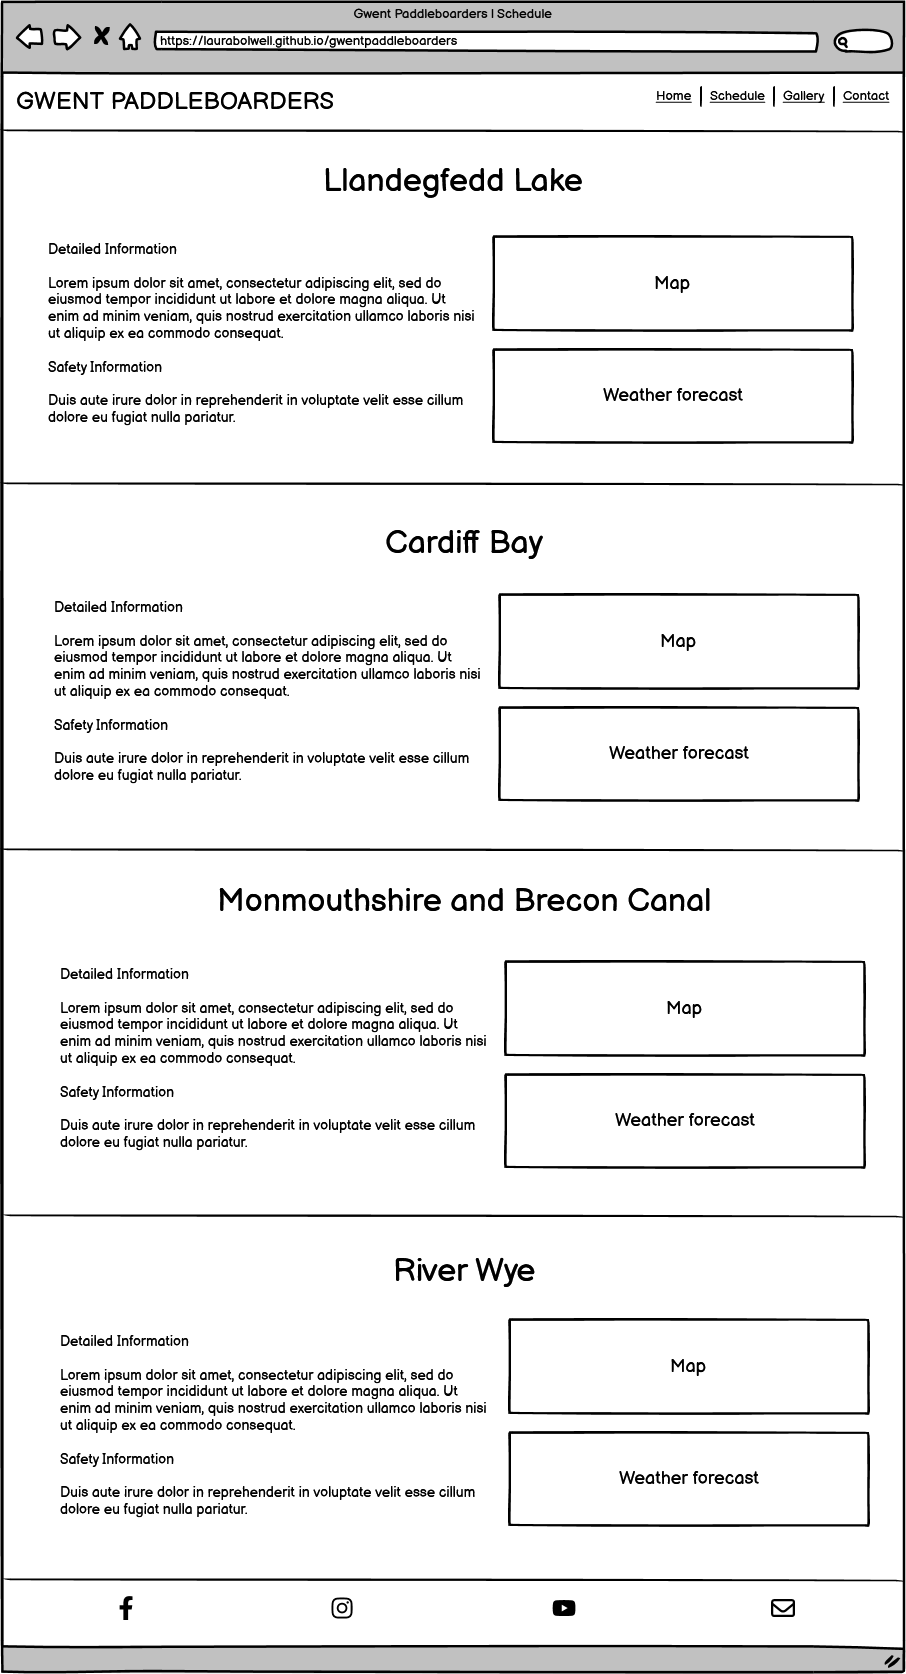 Gwent Paddleboarders | Schedule
https://laurabolwell.github.io/gwentpaddleboarders
GWENT PADDLEBOARDERS
Home | Schedule | Gallery | Contact
Llandegfedd Lake
Detailed Information
Lorem ipsum dolor sit amet, consectetur adipiscing elit, sed do
eiusmod tempor incididunt ut labore et dolore magna aliqua. Ut
enim ad minim veniam, quis nostrud exercitation ullamco laboris nisi
ut aliquip ex ea commodo consequat.
Safety Information
Duis aute irure dolor in reprehenderit in voluptate velit esse cillum
dolore eu fugiat nulla pariatur.
Map
Weather forecast
Cardiff Bay
Detailed Information
Lorem ipsum dolor sit amet, consectetur adipiscing elit, sed do
eiusmod tempor incididunt ut labore et dolore magna aliqua. Ut
enim ad minim veniam, quis nostrud exercitation ullamco laboris nisi
ut aliquip ex ea commodo consequat.
Safety Information
Duis aute irure dolor in reprehenderit in voluptate velit esse cillum
dolore eu fugiat nulla pariatur.
Map
Weather forecast
Monmouthshire and Brecon Canal
Detailed Information
Lorem ipsum dolor sit amet, consectetur adipiscing elit, sed do
eiusmod tempor incididunt ut labore et dolore magna aliqua. Ut
enim ad minim veniam, quis nostrud exercitation ullamco laboris nisi
ut aliquip ex ea commodo consequat.
Safety Information
Duis aute irure dolor in reprehenderit in voluptate velit esse cillum
dolore eu fugiat nulla pariatur.
Map
Weather forecast
River Wye
Detailed Information
Lorem ipsum dolor sit amet, consectetur adipiscing elit, sed do
eiusmod tempor incididunt ut labore et dolore magna aliqua. Ut
enim ad minim veniam, quis nostrud exercitation ullamco laboris nisi
ut aliquip ex ea commodo consequat.
Safety Information
Duis aute irure dolor in reprehenderit in voluptate velit esse cillum
dolore eu fugiat nulla pariatur.
Map
Weather forecast